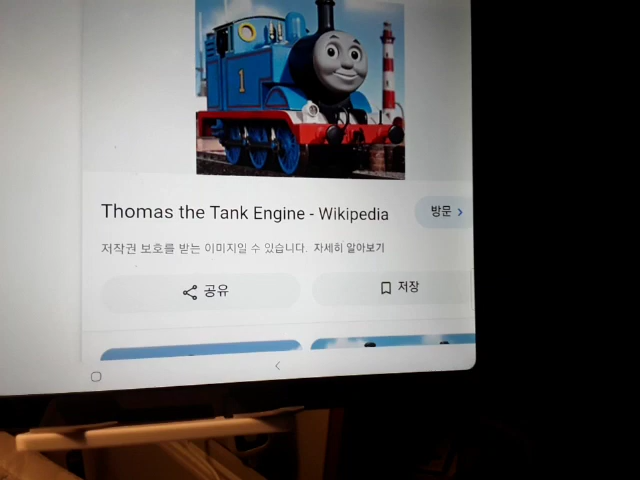 1
Thomas the Tank Engine - Wikipedia
방문
저작권 보호를 받는 이미지일 수 있습니다. 자세히 알아보기
공유
저장